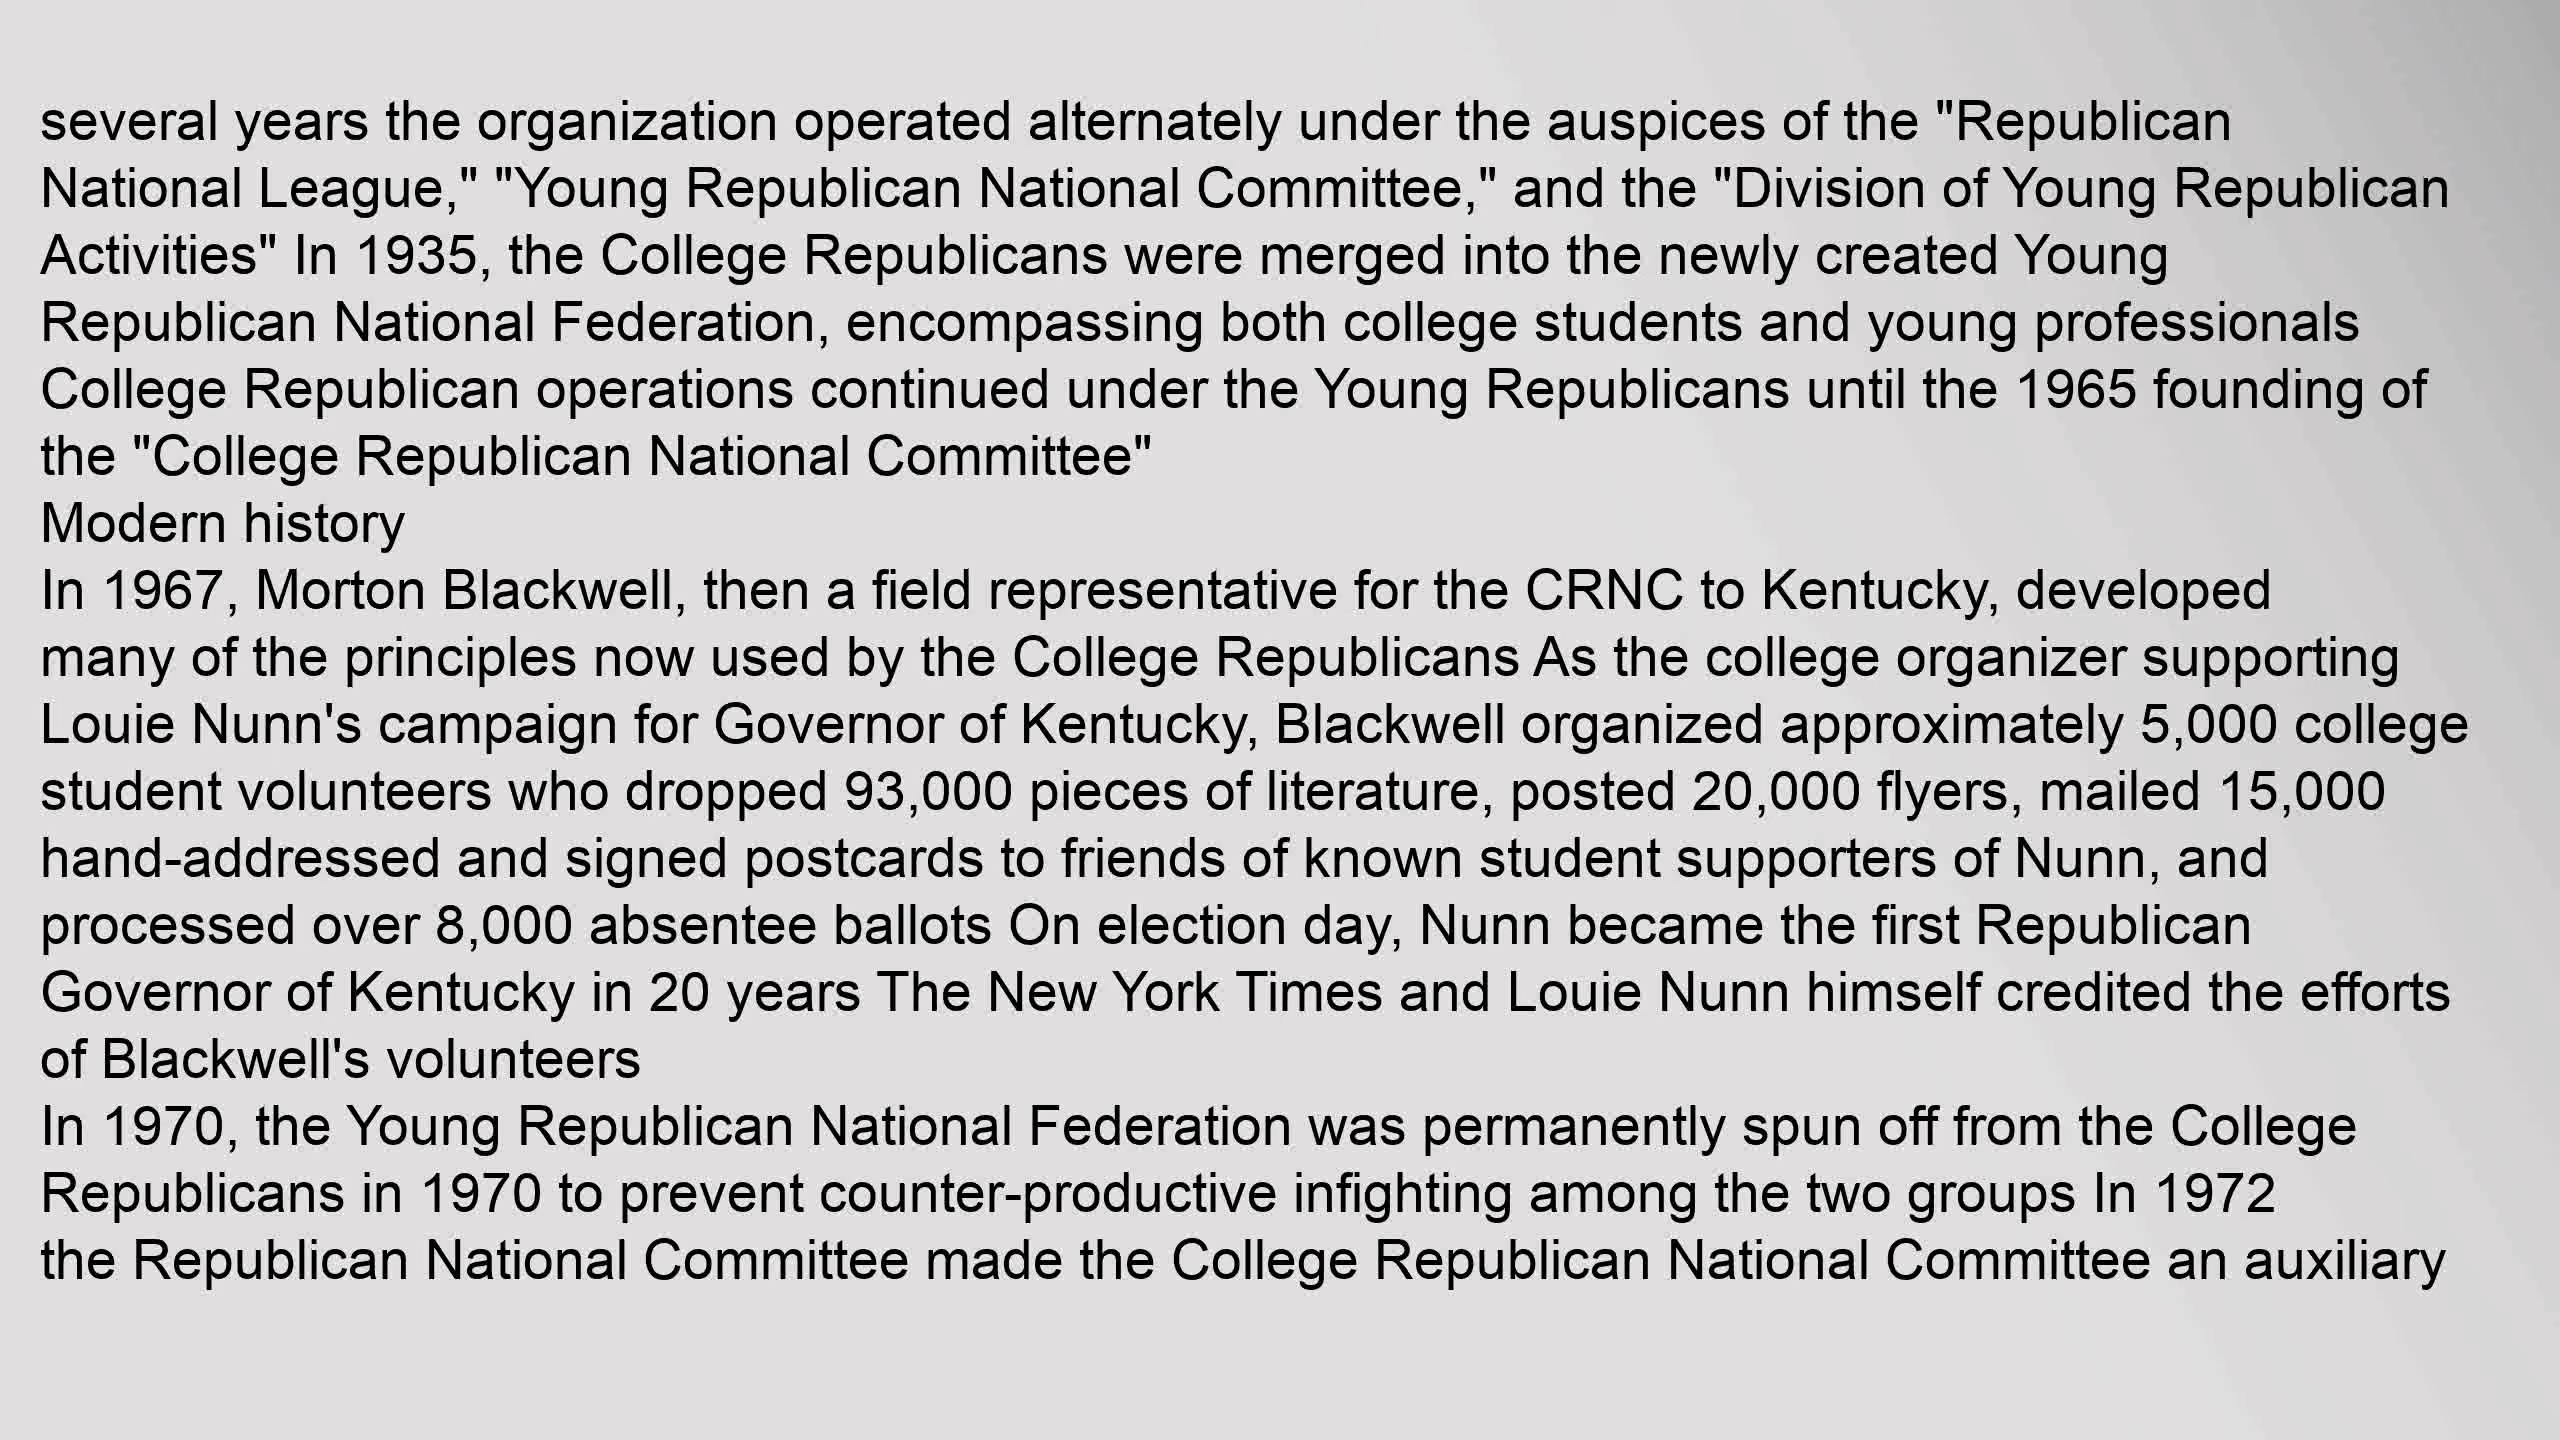 several years the organization operated alternately under the auspices of the "Republican
National League," "Young Republican National Committee," and the "Division of Young Republican
Activities" In 1935, the College Republicans were merged into the newly created Young
Republican National Federation, encompassing both college students and young professionals
College Republican operations continued under the Young Republicans until the 1965 founding of
the "College Republican National Committee"
Modern history
In 1967, Morton Blackwell, then a field representative for the CRNC to Kentucky, developed
many of the principles now used by the College Republicans As the college organizer supporting
Louie Nunn's campaign for Governor of Kentucky, Blackwell organized approximately 5,000 college
student volunteers who dropped 93,000 pieces of literature, posted 20,000 flyers, mailed 15,000
hand-addressed and signed postcards to friends of known student supporters of Nunn, and
processed over 8,000 absentee ballots On election day, Nunn became the first Republican
Governor of Kentucky in 20 years The New York Times and Louie Nunn himself credited the efforts
of Blackwell's volunteers
In 1970, the Young Republican National Federation was permanently spun off from the College
Republicans in 1970 to prevent counter-productive infighting among the two groups In 1972
the Republican National Committee made the College Republican National Committee an auxiliary